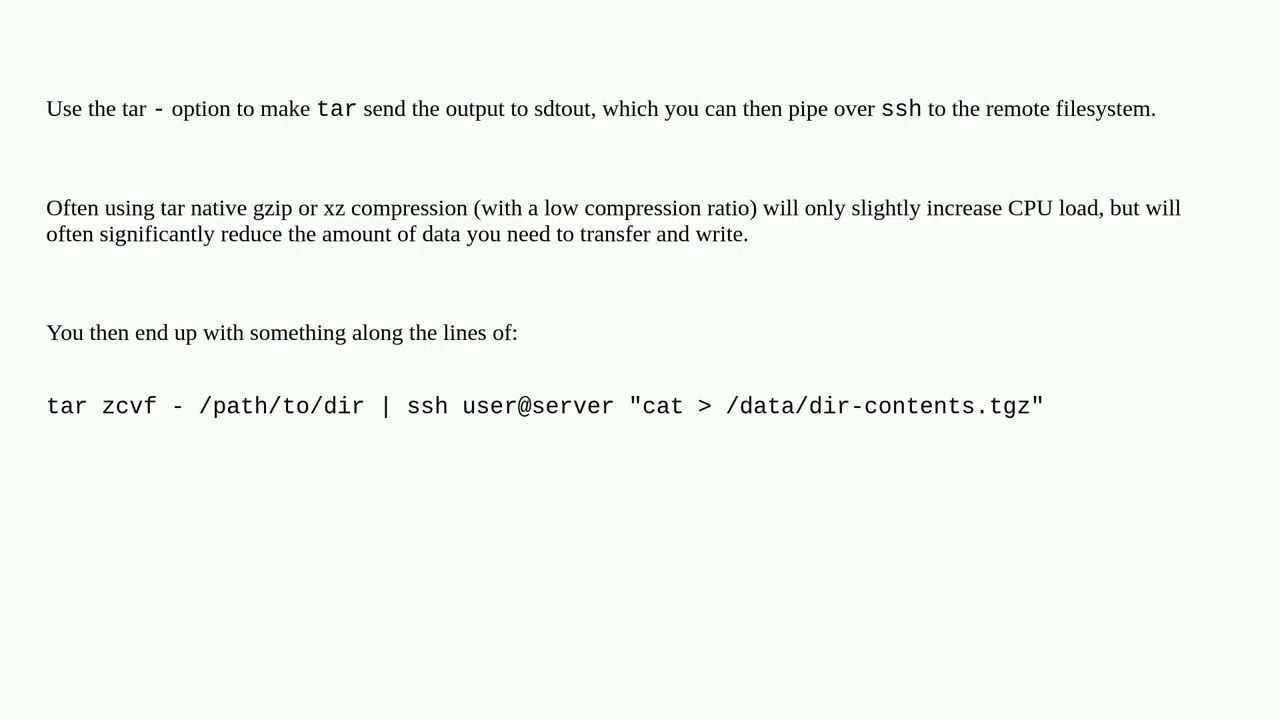 Use the tar - option to make tar send the output to sdtout, which you can then pipe over ssh to the remote filesystem.
Often using tar native gzip or xz compression (with a low compression ratio) will only slightly increase CPU load, but will
often significantly reduce the amount of data you need to transfer and write.
You then end up with something along the lines of:
tar zcvf - /path/to/dir | ssh user@server "cat > /data/dir-contents.tgz"